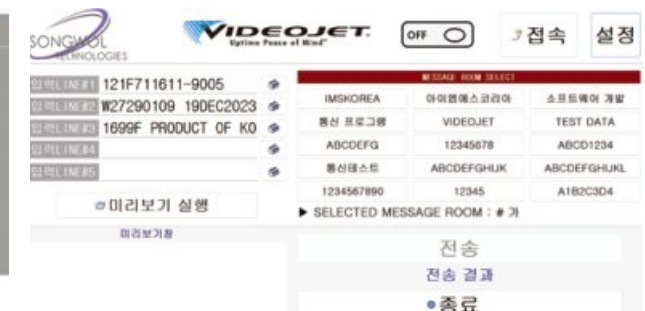 SONGWOL TECHNOLOGIES
VIDEOJET.
Uptime Peace of Mind"
OFF
접속
설정
입력LINE#1 121F711611-9005
입력LINE#2 W27290109 19DEC2023
입력LINE#3 1699F PRODUCT OF KO
입력LINE#4
입력LINE#5
미리보기 실행
미리보기창
MESSAGE ROOM SELECT
IMSKOREA 아이엠에스코리아 소프트웨어 개발
통신 프로그램 VIDEOJET TEST DATA
ABCDEFG 12345678 ABCD1234
통신테스트 ABCDEFGHIJK ABCDEFGHIJKL
1234567890 12345 A1B2C3D4
▶ SELECTED MESSAGE ROOM : # 가
전송
전송 결과
종료